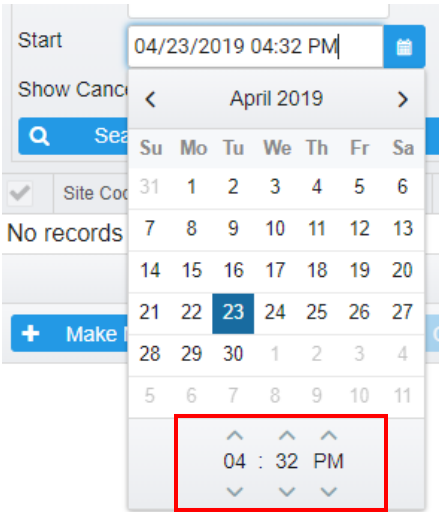 Start
04/23/2019 04:32 PM
Show Cance
April 2019
Sea
Su Mo Tu We Th Fr Sa
31 1 2 3 4 5 6
Site Cod
No records
7 8 9 10 11 12 13
14 15 16 17 18 19 20
21 22 23 24 25 26 27
Make
28 29 30 1 2 3 4
5 6 7 8 9 10 11
04 : 32 PM